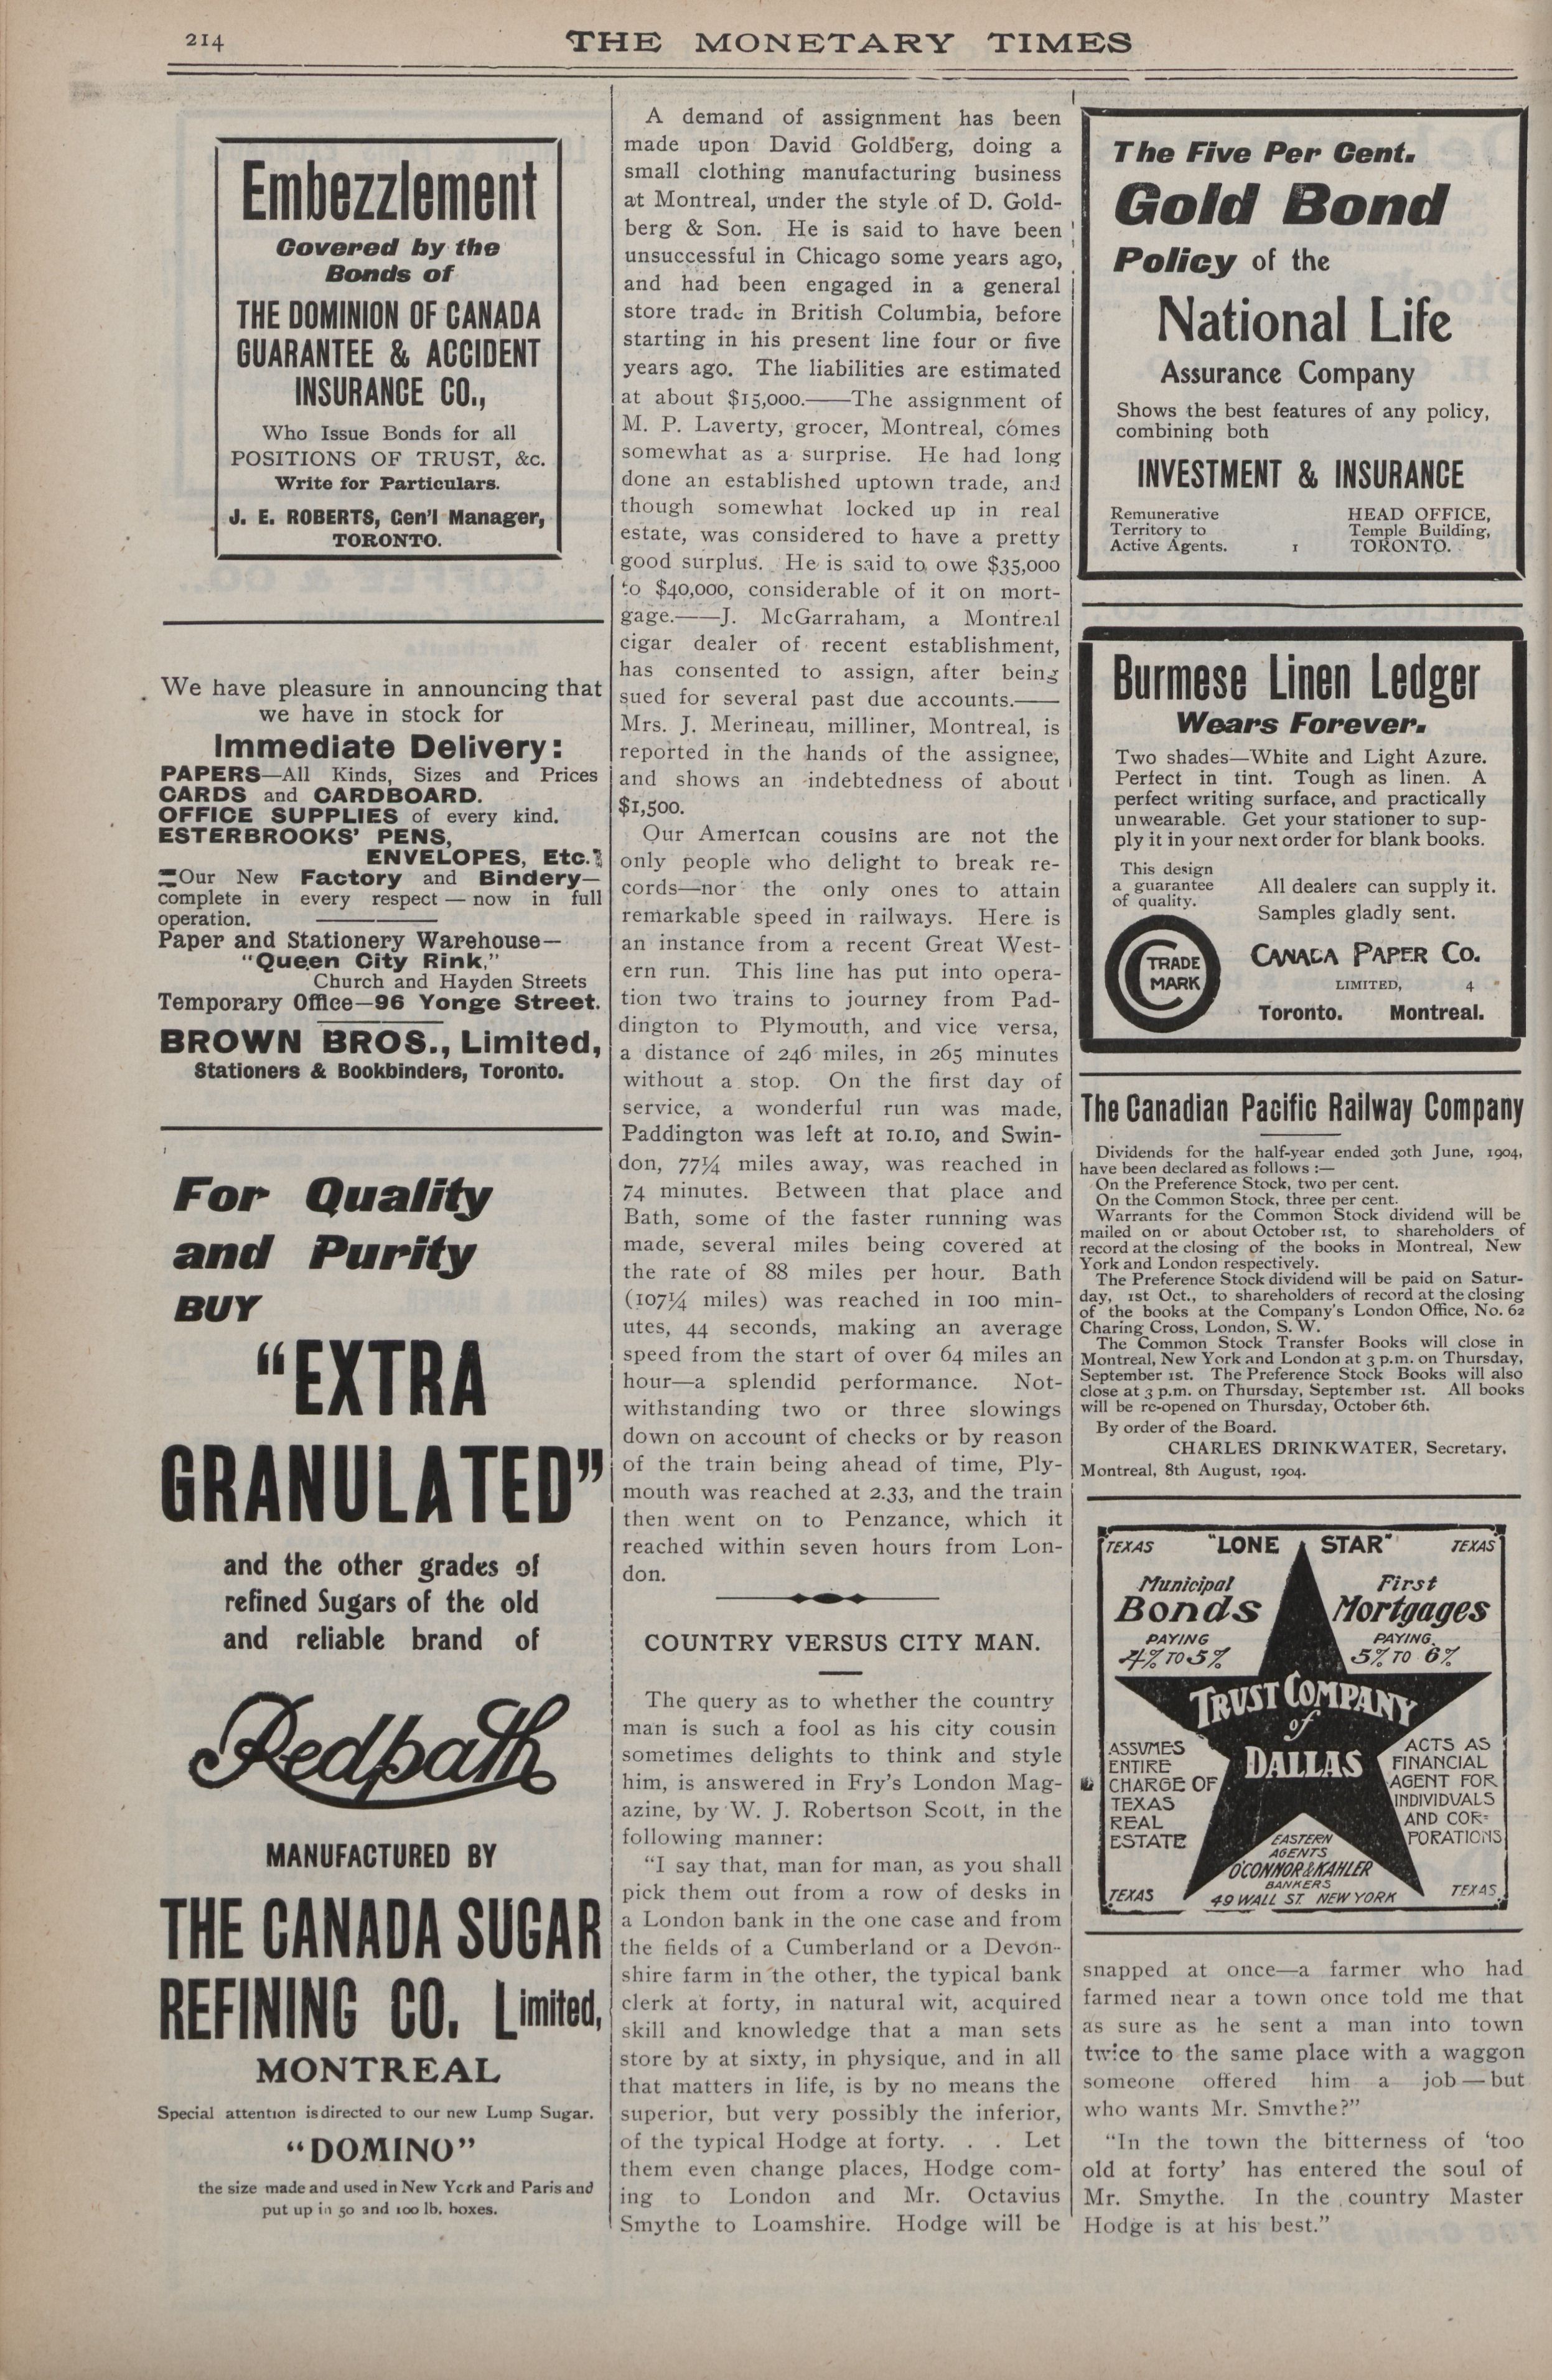 214
THE MONETARY TIMES
Embezzlement
Covered by the
Bonds of
THE DOMINION OF CANADA
GUARANTEE & ACCIDENT
INSURANCE CO.,
Who Issue Bonds for all
POSITIONS OF TRUST, &c.
Write for Particulars.
J. E. ROBERTS, Gen'l Manager,
TORONTO.
We have pleasure in announcing that
we have in stock for
Immediate Delivery:
PAPERS—All Kinds, Sizes and Prices
CARDS and CARDBOARD.
OFFICE SUPPLIES of every kind.
ESTERBROOKS' PENS,
ENVELOPES, Etc.
Our New Factory and Bindery—
complete in every respect — now in full
operation.
Paper and Stationery Warehouse—
"Queen City Rink,"
Church and Hayden Streets
Temporary Office—96 Yonge Street.
BROWN BROS., Limited,
Stationers & Bookbinders, Toronto.
For Quality
and Purity
BUY
"EXTRA
GRANULATED"
and the other grades of
refined Sugars of the old
and reliable brand of
Redpath
MANUFACTURED BY
THE CANADA SUGAR
REFINING CO. Limited,
MONTREAL
Special attention is directed to our new Lump Sugar.
"DOMINO"
the size made and used in New York and Paris and
put up in 50 and 100 lb. boxes.
A demand of assignment has been
made upon David Goldberg, doing a
small clothing manufacturing business
at Montreal, under the style of D. Gold-
berg & Son. He is said to have been
unsuccessful in Chicago some years ago,
and had been engaged in a general
store trade in British Columbia, before
starting in his present line four or five
years ago. The liabilities are estimated
at about $15,000.——The assignment of
M. P. Laverty, grocer, Montreal, comes
somewhat as a surprise. He had long
done an established uptown trade, and
though somewhat locked up in real
estate, was considered to have a pretty
good surplus. He is said to owe $35,000
to $40,000, considerable of it on mort-
gage.——J. McGarraham, a Montreal
cigar dealer of recent establishment,
has consented to assign, after being
sued for several past due accounts.——
Mrs. J. Merineau, milliner, Montreal, is
reported in the hands of the assignee,
and shows an indebtedness of about
$1,500.
Our American cousins are not the
only people who delight to break re-
cords—nor the only ones to attain
remarkable speed in railways. Here is
an instance from a recent Great West-
ern run. This line has put into opera-
tion two trains to journey from Pad-
dington to Plymouth, and vice versa,
a distance of 246 miles, in 265 minutes
without a stop. On the first day of
service, a wonderful run was made,
Paddington was left at 10.10, and Swin-
don, 77¼ miles away, was reached in
74 minutes. Between that place and
Bath, some of the faster running was
made, several miles being covered at
the rate of 88 miles per hour. Bath
(107¼ miles) was reached in 100 min-
utes, 44 seconds, making an average
speed from the start of over 64 miles an
hour—a splendid performance. Not-
withstanding two or three slowings
down on account of checks or by reason
of the train being ahead of time, Ply-
mouth was reached at 2.33, and the train
then went on to Penzance, which it
reached within seven hours from Lon-
don.
COUNTRY VERSUS CITY MAN.
The query as to whether the country
man is such a fool as his city cousin
sometimes delights to think and style
him, is answered in Fry's London Mag-
azine, by W. J. Robertson Scott, in the
following manner:
"I say that, man for man, as you shall
pick them out from a row of desks in
a London bank in the one case and from
the fields of a Cumberland or a Devon-
shire farm in the other, the typical bank
clerk at forty, in natural wit, acquired
skill and knowledge that a man sets
store by at sixty, in physique, and in all
that matters in life, is by no means the
superior, but very possibly the inferior,
of the typical Hodge at forty. . . Let
them even change places, Hodge com-
ing to London and Mr. Octavius
Smythe to Loamshire. Hodge will be
The Five Per Cent.
Gold Bond
Policy of the
National Life
Assurance Company
Shows the best features of any policy,
combining both
INVESTMENT & INSURANCE
Remunerative
Territory to
Active Agents.
1
HEAD OFFICE,
Temple Building,
TORONTO.
Burmese Linen Ledger
Wears Forever.
Two shades—White and Light Azure.
Perfect in tint. Tough as linen. A
perfect writing surface, and practically
unwearable. Get your stationer to sup-
ply it in your next order for blank books.
This design
a guarantee
of quality.
All dealers can supply it.
Samples gladly sent.
TRADE
MARK
CANADA PAPER CO.
LIMITED, 4
Toronto. Montreal.
The Canadian Pacific Railway Company
Dividends for the half-year ended 30th June, 1904,
have been declared as follows :—
On the Preference Stock, two per cent.
On the Common Stock, three per cent.
Warrants for the Common Stock dividend will be
mailed on or about October 1st, to shareholders of
record at the closing of the books in Montreal, New
York and London respectively.
The Preference Stock dividend will be paid on Satur-
day, 1st Oct., to shareholders of record at the closing
of the books at the Company's London Office, No. 62
Charing Cross, London, S. W.
The Common Stock Transfer Books will close in
Montreal, New York and London at 3 p.m. on Thursday,
September 1st. The Preference Stock Books will also
close at 3 p.m. on Thursday, September 1st. All books
will be re-opened on Thursday, October 6th.
By order of the Board.
CHARLES DRINKWATER, Secretary.
Montreal, 8th August, 1904.
TEXAS "LONE STAR" TEXAS
Municipal
Bonds
PAYING
4% TO 5%
First
Mortgages
PAYING
5% TO 6%
TRUST COMPANY
of
DALLAS
ASSUMES
ENTIRE
CHARGE OF
TEXAS
REAL
ESTATE
ACTS AS
FINANCIAL
AGENT FOR
INDIVIDUALS
AND COR-
PORATIONS
EASTERN
AGENTS
O'CONNOR & KAHLER
BANKERS
49 WALL ST. NEW YORK
TEXAS
TEXAS
snapped at once—a farmer who had
farmed near a town once told me that
as sure as he sent a man into town
twice to the same place with a waggon
someone offered him a job — but
who wants Mr. Smythe?"
"In the town the bitterness of 'too
old at forty' has entered the soul of
Mr. Smythe. In the country Master
Hodge is at his best."